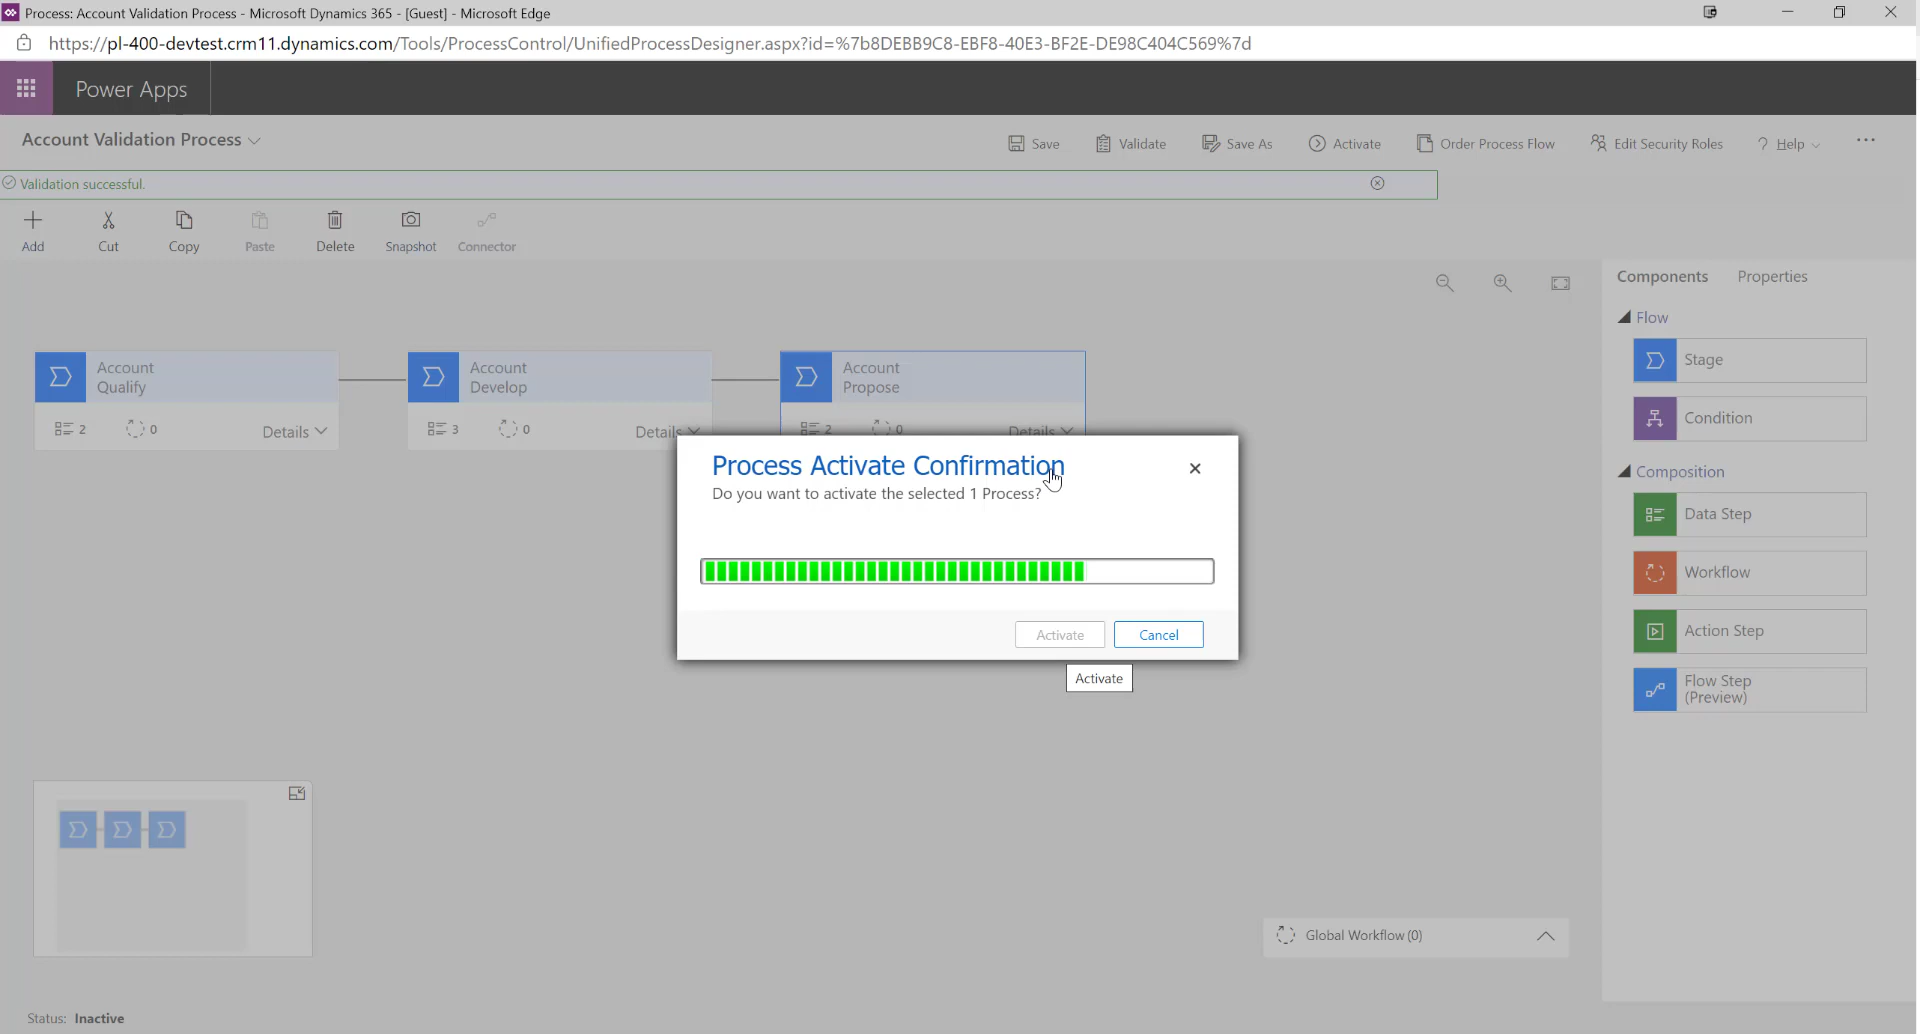 Process: Account Validation Process - Microsoft Dynamics 365 - [Guest] - Microsoft Edge
https://pl-400-devtest.crm11.dynamics.com/Tools/ProcessControl/UnifiedProcessDesigner.aspx?id=%7b8DEBB9C8-EBF8-40E3-BF2E-DE98C404C569%7d
Power Apps
Account Validation Process
Save
Validate
Save As
Activate
Order Process Flow
Edit Security Roles
? Help
...
Validation successful.
Add
Cut
Copy
Paste
Delete
Snapshot
Connector
Components
Properties
Flow
Stage
Condition
Composition
Data Step
Workflow
Action Step
Flow Step
(Preview)
Account
Qualify
2
0
Details
Account
Develop
3
0
Details
Account
Propose
2
0
Details
Process Activate Confirmation
Do you want to activate the selected 1 Process?
Activate
Cancel
Activate
Global Workflow (0)
Status: Inactive